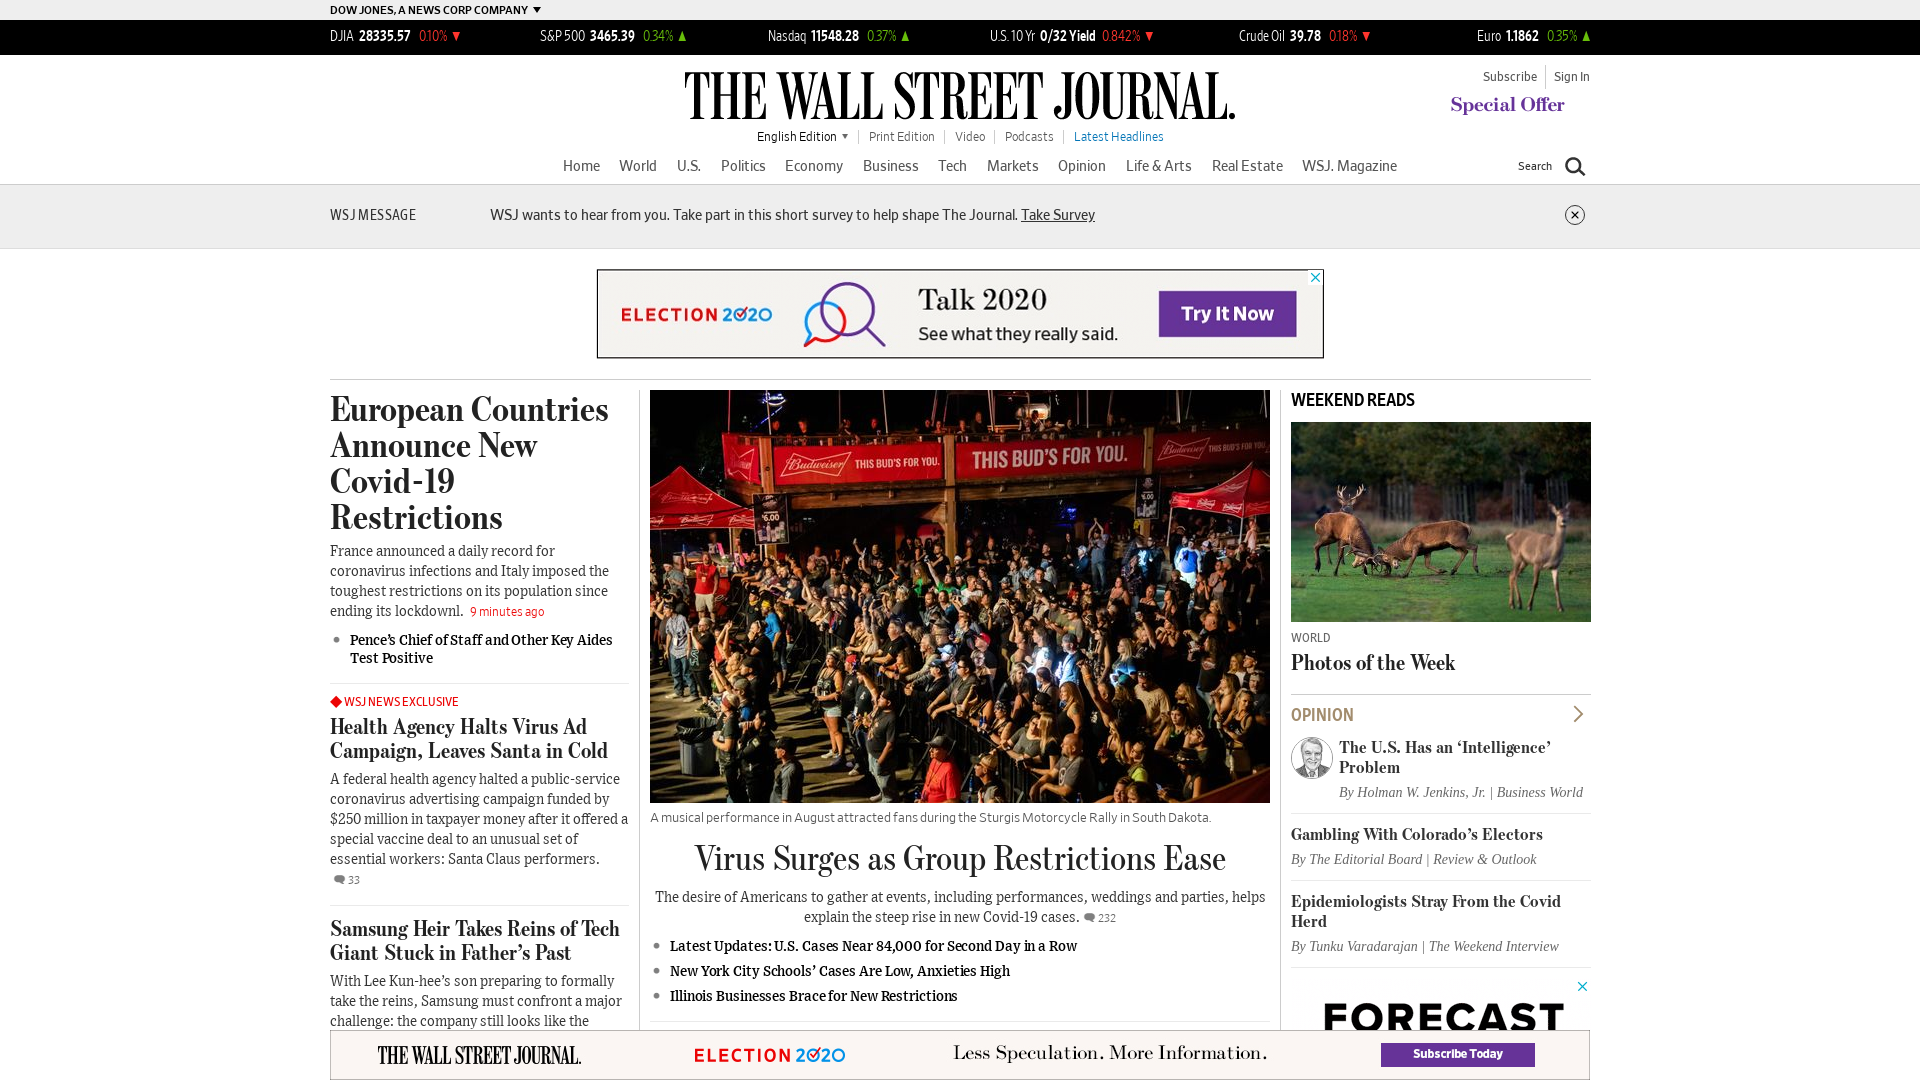 DOW JONES, A NEWS CORP COMPANY
DJIA 28335.57 0.10% S&P 500 3465.39 0.34% Nasdaq 11548.28 0.37% U.S. 10 Yr 0/32 Yield 0.842% Crude Oil 39.78 0.18% Euro 1.1862 0.35%
Subscribe Sign In
THE WALL STREET JOURNAL.
Special Offer
English Edition Print Edition Video Podcasts Latest Headlines
Home World U.S. Politics Economy Business Tech Markets Opinion Life & Arts Real Estate WSJ. Magazine Search
WSJ MESSAGE WSJ wants to hear from you. Take part in this short survey to help shape The Journal. Take Survey
ELECTION 2020
Talk 2020
See what they really said.
Try It Now
European Countries
Announce New
Covid-19
Restrictions
France announced a daily record for
coronavirus infections and Italy imposed the
toughest restrictions on its population since
ending its lockdownl. 9 minutes ago
Pence’s Chief of Staff and Other Key Aides
Test Positive
WSJ NEWS EXCLUSIVE
Health Agency Halts Virus Ad
Campaign, Leaves Santa in Cold
A federal health agency halted a public-service
coronavirus advertising campaign funded by
$250 million in taxpayer money after it offered a
special vaccine deal to an unusual set of
essential workers: Santa Claus performers.
33
Samsung Heir Takes Reins of Tech
Giant Stuck in Father’s Past
With Lee Kun-hee’s son preparing to formally
take the reins, Samsung must confront a major
challenge: the company still looks like the
Budweiser THIS BUD'S FOR YOU. THIS BUD'S FOR YOU. Budweiser THIS BUD'S FOR YOU.
$6.00
A musical performance in August attracted fans during the Sturgis Motorcycle Rally in South Dakota.
Virus Surges as Group Restrictions Ease
The desire of Americans to gather at events, including performances, weddings and parties, helps
explain the steep rise in new Covid-19 cases. 232
Latest Updates: U.S. Cases Near 84,000 for Second Day in a Row
New York City Schools’ Cases Are Low, Anxieties High
Illinois Businesses Brace for New Restrictions
WEEKEND READS
WORLD
Photos of the Week
OPINION
The U.S. Has an ‘Intelligence’
Problem
By Holman W. Jenkins, Jr. | Business World
Gambling With Colorado’s Electors
By The Editorial Board | Review & Outlook
Epidemiologists Stray From the Covid
Herd
By Tunku Varadarajan | The Weekend Interview
FORECAST
THE WALL STREET JOURNAL. ELECTION 2020 Less Speculation. More Information. Subscribe Today